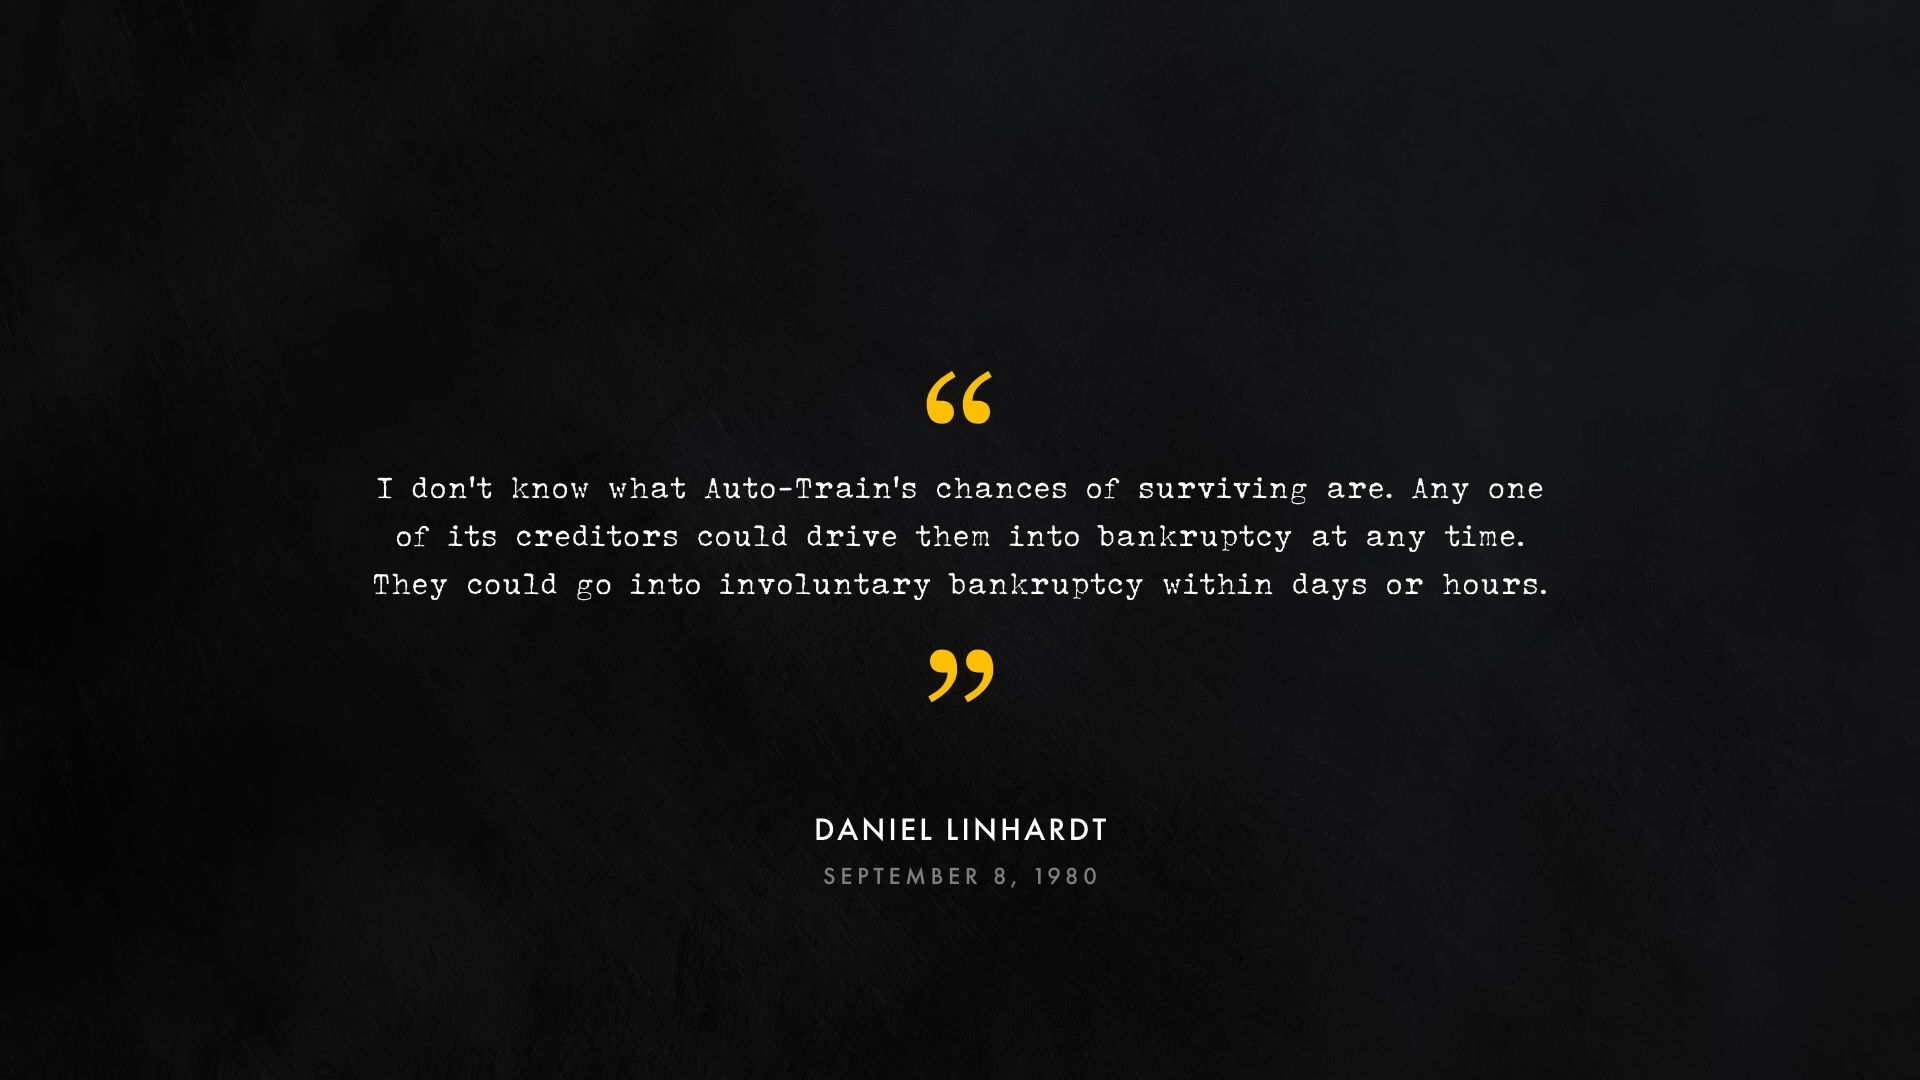 “
I don't know what Auto-Train's chances of surviving are. Any one
of its creditors could drive them into bankruptcy at any time.
They could go into involuntary bankruptcy within days or hours.
”
DANIEL LINHARDT
SEPTEMBER 8, 1980